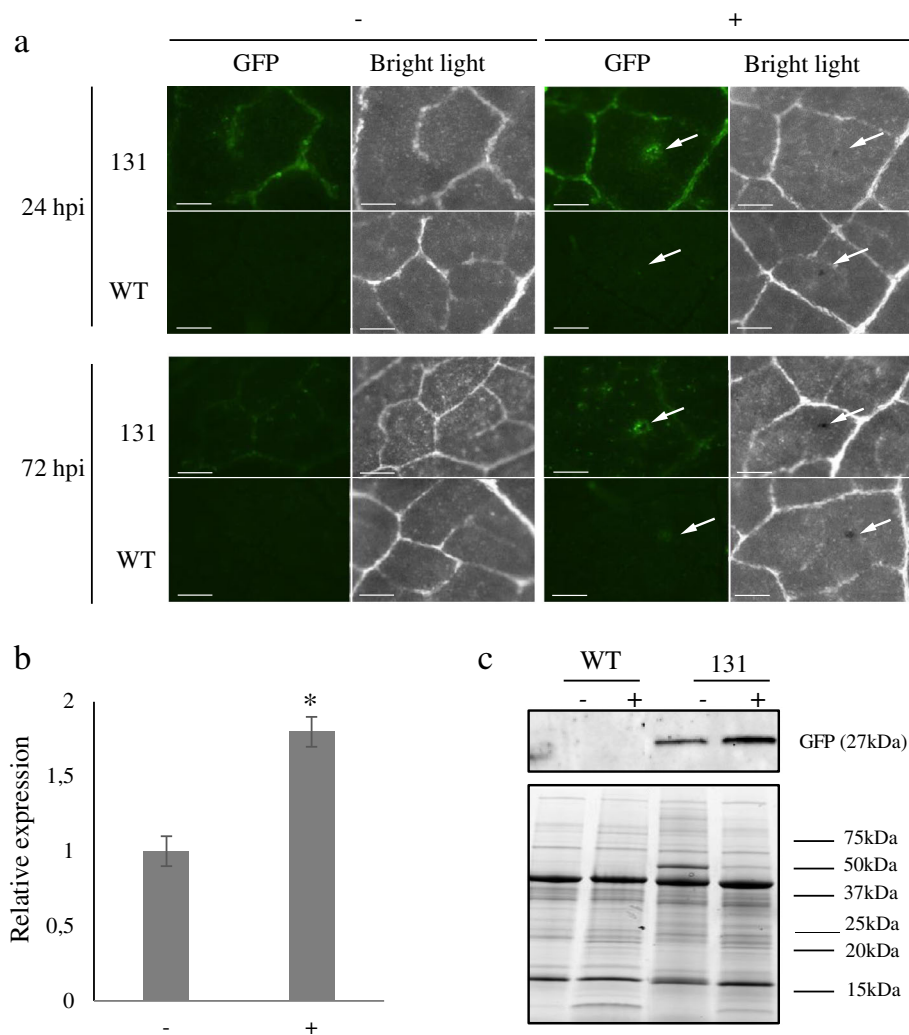 a
- +
GFP Bright light GFP Bright light
24 hpi
131
WT
72 hpi
131
WT
b
Relative expression
2
*
1,5
1
0,5
0
- +
c
WT 131
- + - +
GFP (27kDa)
75kDa
50kDa
37kDa
25kDa
20kDa
15kDa